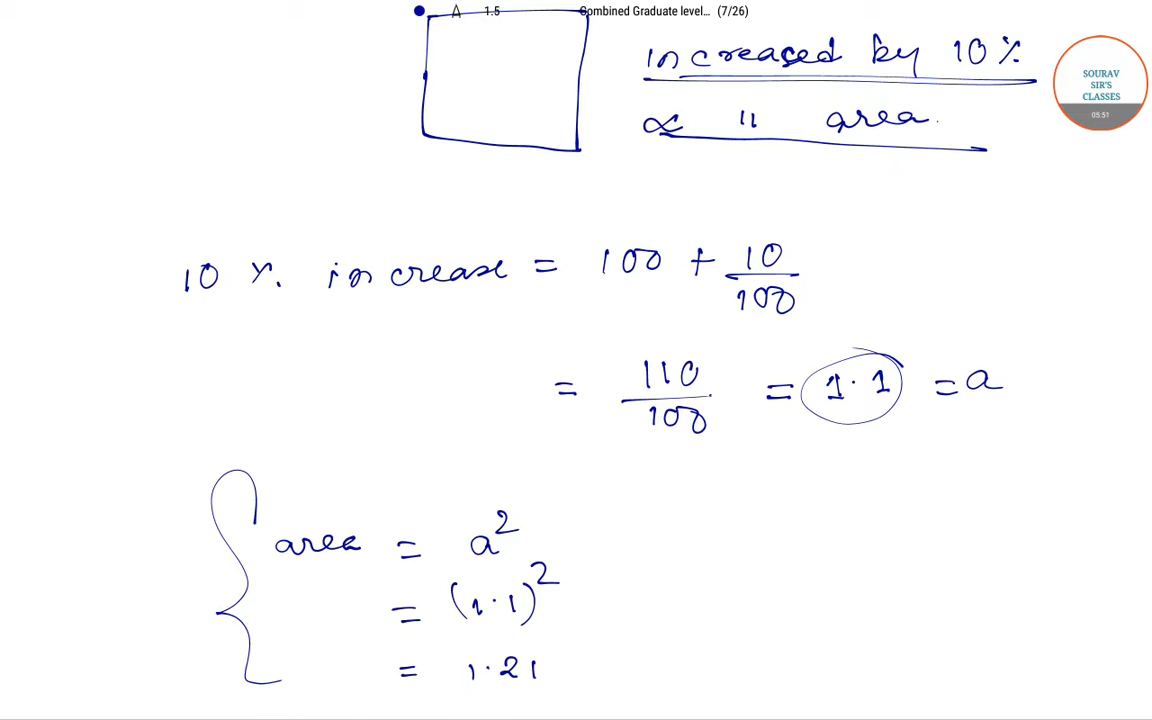 A 1.5 Combined Graduate level... (7/26)
increased by 10%
∝ " area.
SOURAV
SIR'S
CLASSES
05:51
10 %. increase = 100 + 10/100
= 110/100 = 1.1 = a
area = a²
= (1.1)²
= 1.21